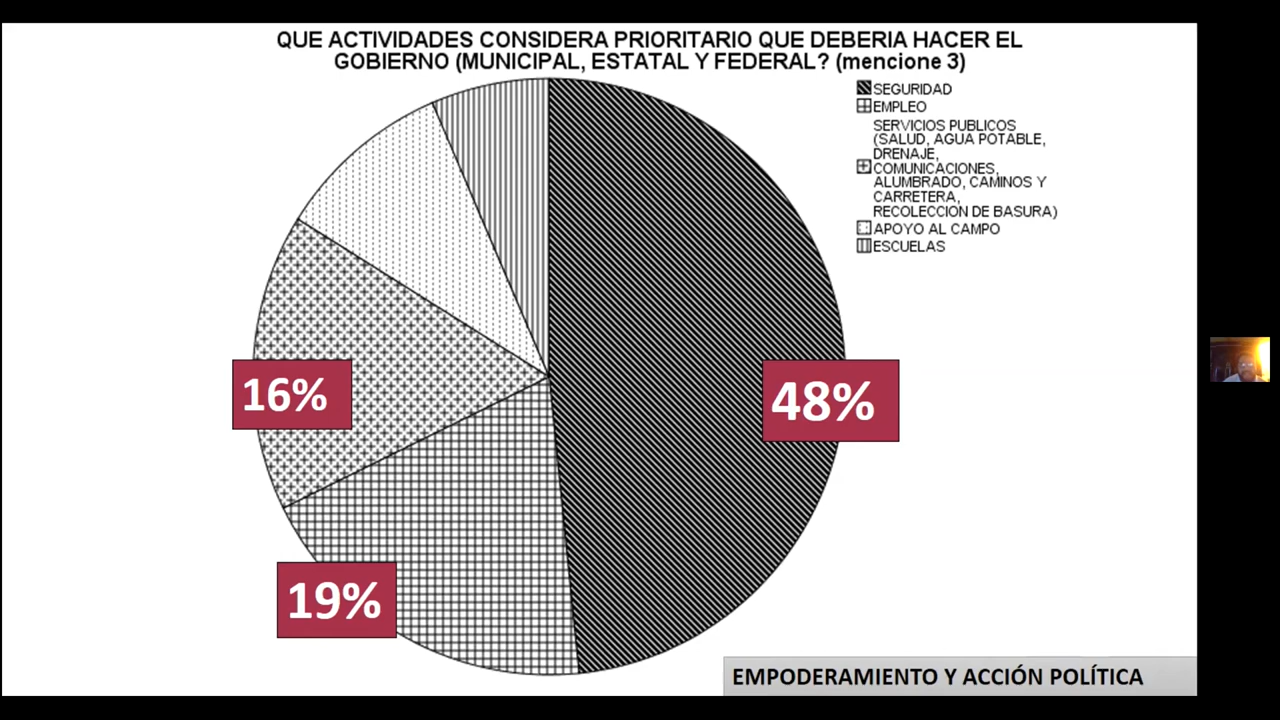 QUE ACTIVIDADES CONSIDERA PRIORITARIO QUE DEBERIA HACER EL
GOBIERNO (MUNICIPAL, ESTATAL Y FEDERAL? (mencione 3)
SEGURIDAD
EMPLEO
SERVICIOS PUBLICOS
(SALUD, AGUA POTABLE,
DRENAJE,
COMUNICACIONES,
ALUMBRADO, CAMINOS Y
CARRETERA,
RECOLECCION DE BASURA)
APOYO AL CAMPO
ESCUELAS
16%
48%
19%
EMPODERAMIENTO Y ACCIÓN POLÍTICA